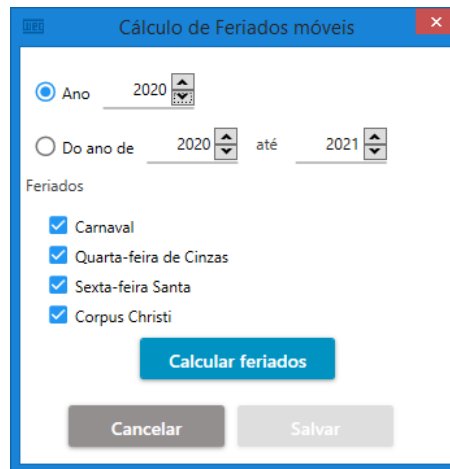 WEG Cálculo de Feriados móveis
Ano 2020
Do ano de 2020 até 2021
Feriados
Carnaval
Quarta-feira de Cinzas
Sexta-feira Santa
Corpus Christi
Calcular feriados
Cancelar Salvar